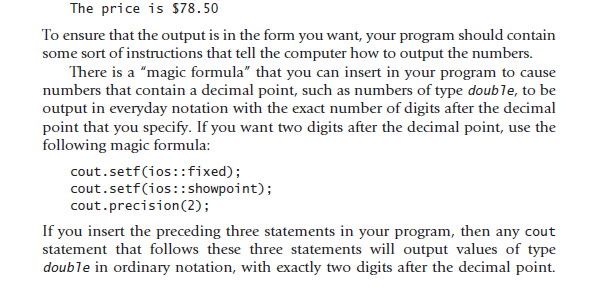 The price is $78.50
To ensure that the output is in the form you want, your program should contain
some sort of instructions that tell the computer how to output the numbers.
There is a “magic formula” that you can insert in your program to cause
numbers that contain a decimal point, such as numbers of type double, to be
output in everyday notation with the exact number of digits after the decimal
point that you specify. If you want two digits after the decimal point, use the
following magic formula:
cout.setf(ios::fixed);
cout.setf(ios::showpoint);
cout.precision(2);
If you insert the preceding three statements in your program, then any cout
statement that follows these three statements will output values of type
double in ordinary notation, with exactly two digits after the decimal point.